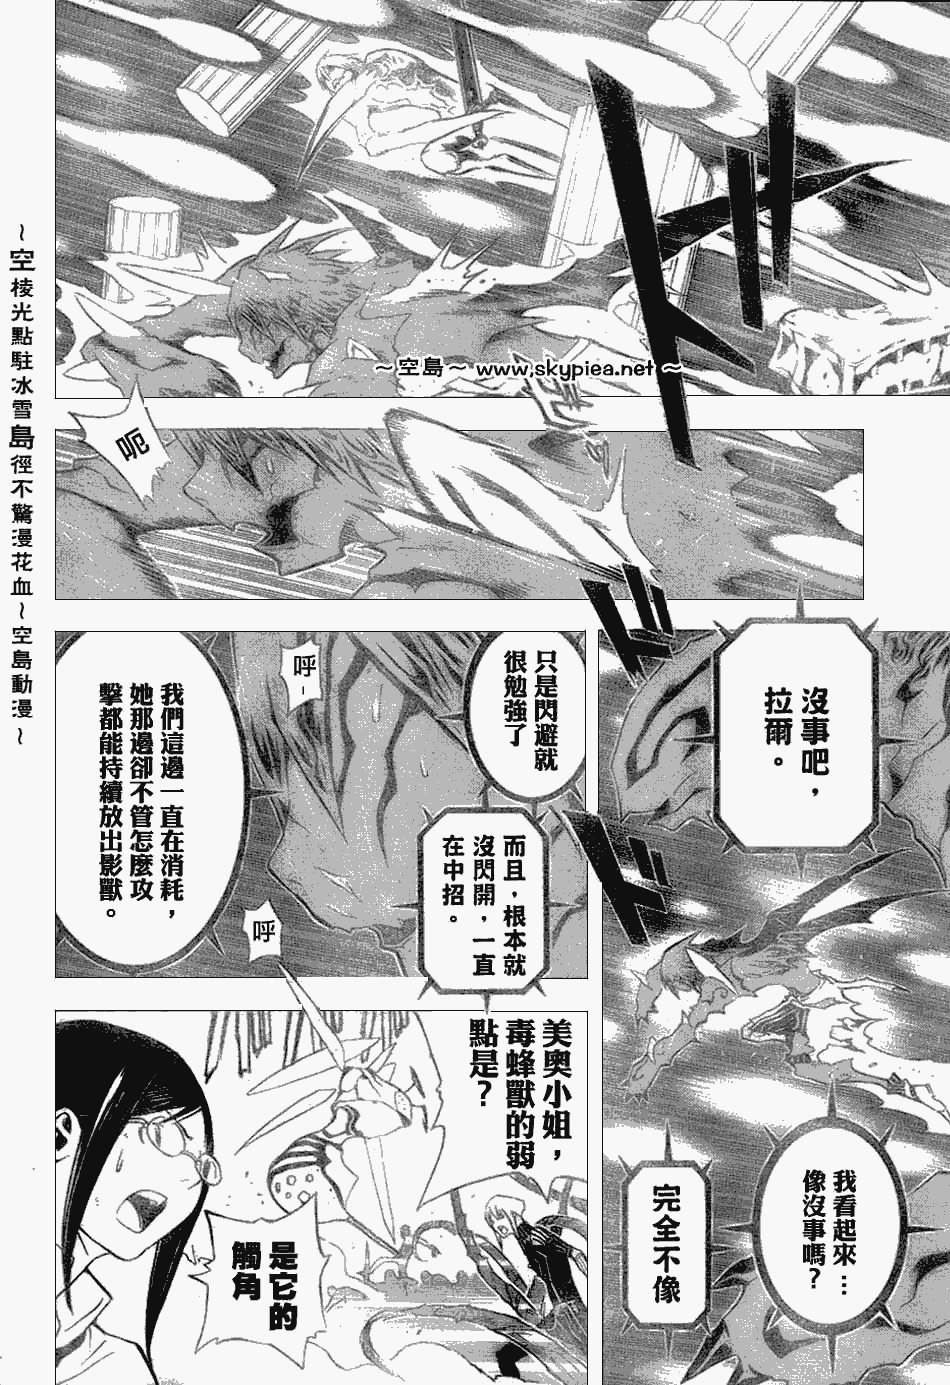 ~空棱光點駐冰雪島徑不驚漫花血~空島動漫~
~空島~ www.skypiea.net ~
呃
沒事吧，
拉爾。
我看起來…
像沒事嗎？
完全不像
只是閃避就
很勉強了
而且，根本就
沒閃開，一直
在中招。
呼-
我們這邊一直在消耗，
她那邊卻不管怎麼攻
擊都能持續放出影獸。
呼
美奧小姐，
毒蜂獸的弱
點是？
是它的
觸角